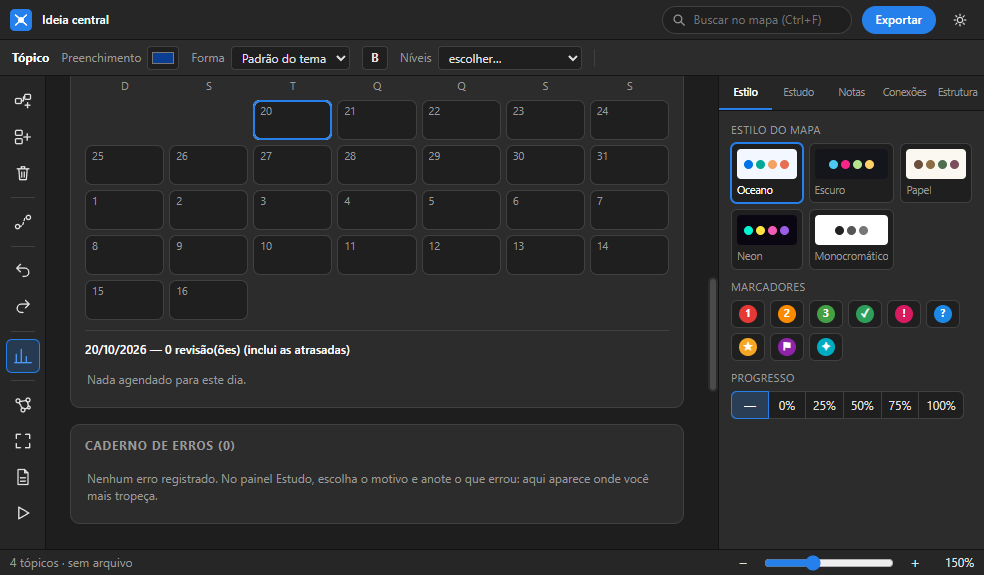 Ideia central
Buscar no mapa (Ctrl+F)
Exportar
Tópico Preenchimento Forma Padrão do tema B Níveis escolher...
D S T Q Q S S
20 21 22 23 24
25 26 27 28 29 30 31
1 2 3 4 5 6 7
8 9 10 11 12 13 14
15 16
20/10/2026 — 0 revisão(ões) (inclui as atrasadas)
Nada agendado para este dia.
CADERNO DE ERROS (0)
Nenhum erro registrado. No painel Estudo, escolha o motivo e anote o que errou: aqui aparece onde você
mais tropeça.
Estilo Estudo Notas Conexões Estrutura
ESTILO DO MAPA
Oceano Escuro Papel
Neon Monocromático
MARCADORES
1 2 3 ✓ ! ?
PROGRESSO
— 0% 25% 50% 75% 100%
4 tópicos · sem arquivo
− + 150%